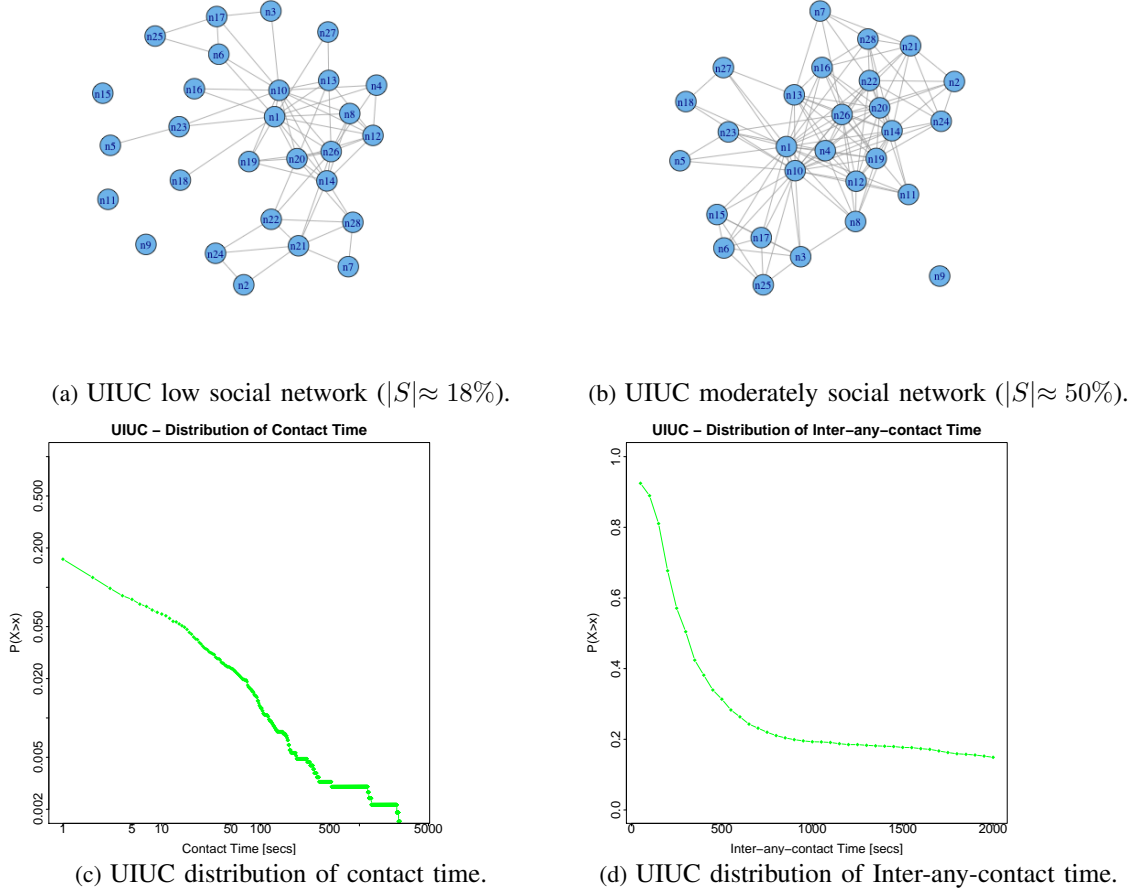 n17
n3
n25
n27
n6
n13
n4
n15
n16
n10
n8
n1
n23
n12
n5
n26
n19
n20
n18
n14
n11
n22
n28
n9
n21
n24
n7
n2
n7
n28
n21
n16
n27
n22
n2
n13
n18
n20
n26
n24
n23
n14
n1
n4
n5
n19
n10
n12
n11
n15
n8
n17
n6
n3
n9
n25
(a) UIUC low social network (|S|≈ 18%).
(b) UIUC moderately social network (|S|≈ 50%).
UIUC − Distribution of Contact Time
P(X>x)
0.500
0.200
0.050
0.020
0.005
0.002
1 5 10 50 100 500 5000
Contact Time [secs]
UIUC − Distribution of Inter−any−contact Time
P(X>x)
1.0
0.8
0.6
0.4
0.2
0.0
0 500 1000 1500 2000
Inter−any−contact Time [secs]
(c) UIUC distribution of contact time.
(d) UIUC distribution of Inter-any-contact time.